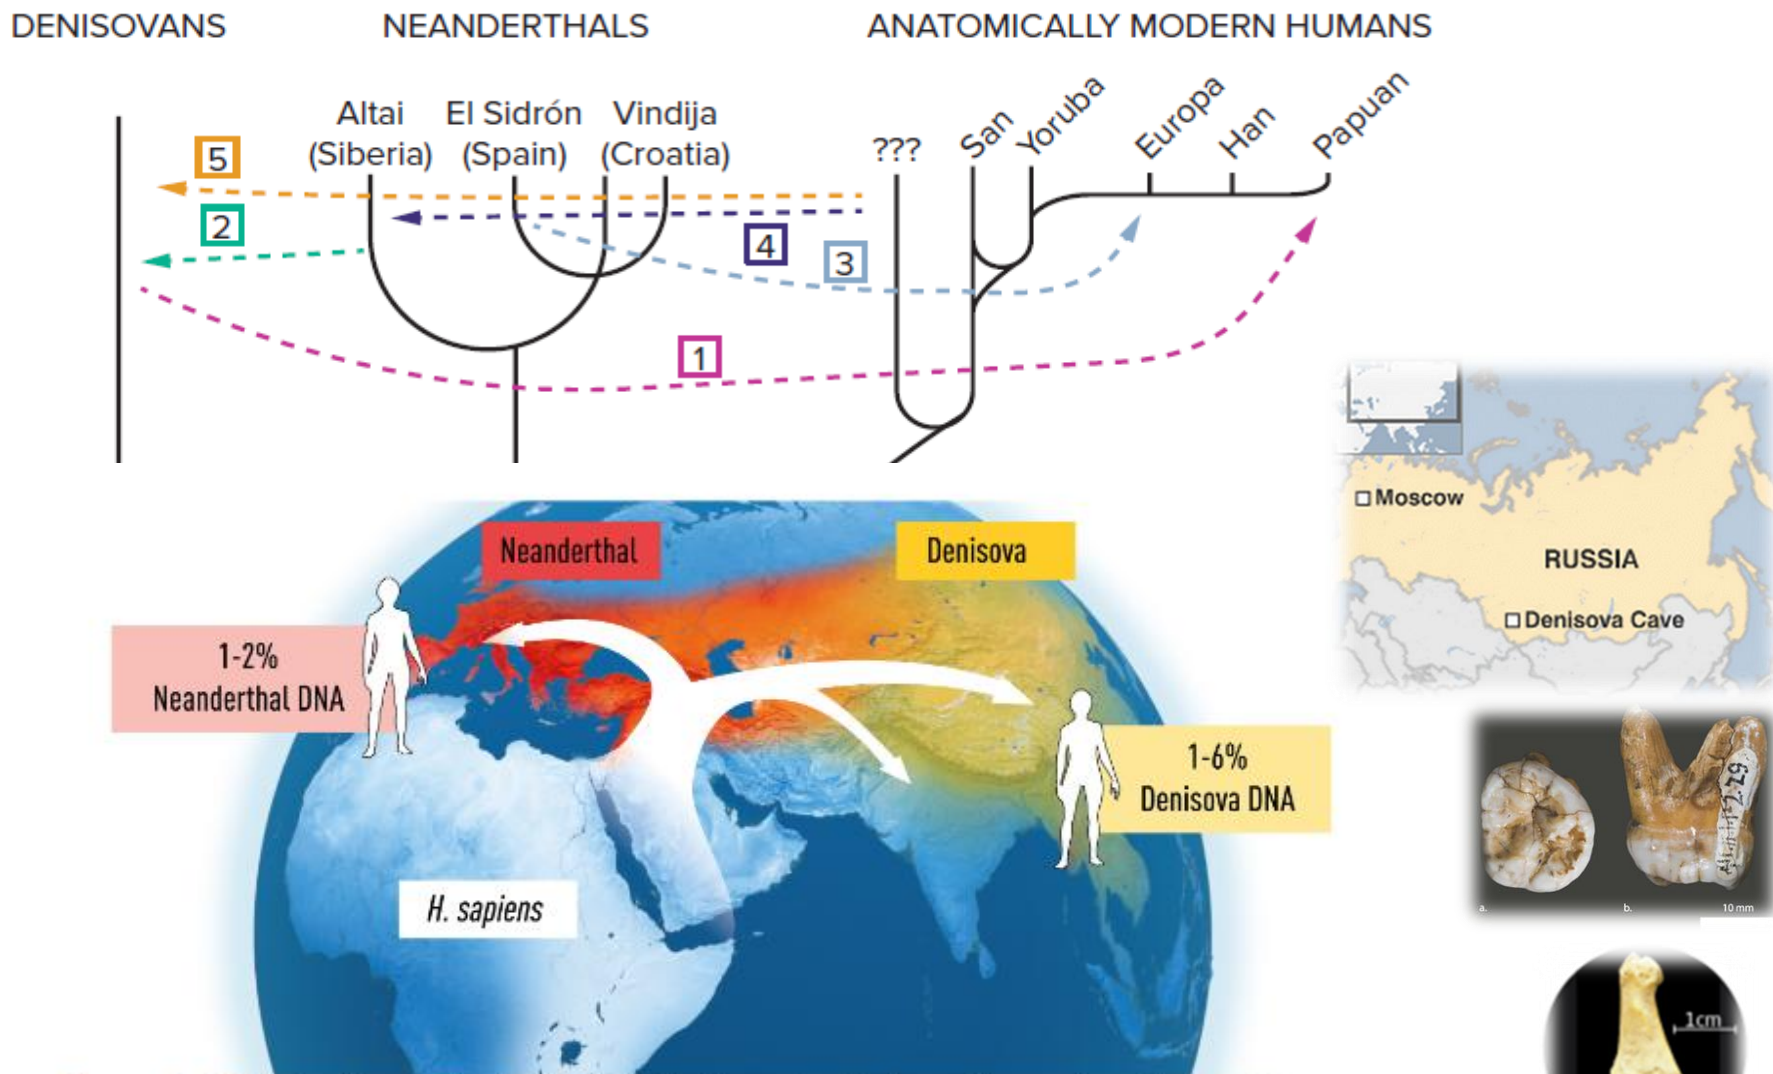 DENISOVANS
NEANDERTHALS
ANATOMICALLY MODERN HUMANS
Altai
(Siberia)
El Sidrón
(Spain)
Vindija
(Croatia)
???
San
Yoruba
Europa
Han
Papuan
5
2
4
3
1
Moscow
RUSSIA
Denisova Cave
Neanderthal
Denisova
1-2%
Neanderthal DNA
1-6%
Denisova DNA
H. sapiens
a.
b.
10 mm
1cm